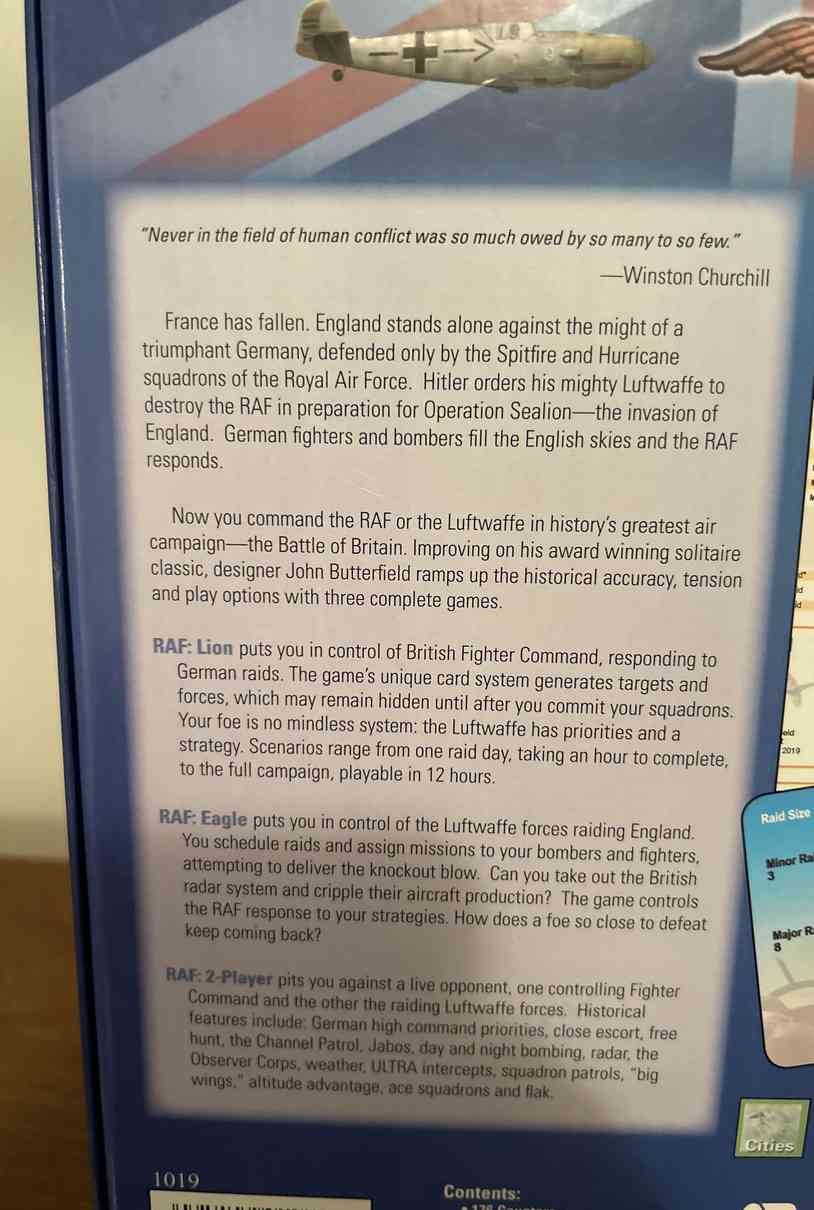 "Never in the field of human conflict was so much owed by so many to so few."
—Winston Churchill
France has fallen. England stands alone against the might of a
triumphant Germany, defended only by the Spitfire and Hurricane
squadrons of the Royal Air Force. Hitler orders his mighty Luftwaffe to
destroy the RAF in preparation for Operation Sealion—the invasion of
England. German fighters and bombers fill the English skies and the RAF
responds.
Now you command the RAF or the Luftwaffe in history's greatest air
campaign—the Battle of Britain. Improving on his award winning solitaire
classic, designer John Butterfield ramps up the historical accuracy, tension
and play options with three complete games.
RAF: Lion puts you in control of British Fighter Command, responding to
German raids. The game's unique card system generates targets and
forces, which may remain hidden until after you commit your squadrons.
Your foe is no mindless system: the Luftwaffe has priorities and a
strategy. Scenarios range from one raid day, taking an hour to complete,
to the full campaign, playable in 12 hours.
RAF: Eagle puts you in control of the Luftwaffe forces raiding England.
You schedule raids and assign missions to your bombers and fighters,
attempting to deliver the knockout blow. Can you take out the British
radar system and cripple their aircraft production? The game controls
the RAF response to your strategies. How does a foe so close to defeat
keep coming back?
RAF: 2-Player pits you against a live opponent, one controlling Fighter
Command and the other the raiding Luftwaffe forces. Historical
features include: German high command priorities, close escort, free
hunt, the Channel Patrol, Jabos, day and night bombing, radar, the
Observer Corps, weather, ULTRA intercepts, squadron patrols, "big
wings," altitude advantage, ace squadrons and flak.
2019
Raid Size
Minor
3
Major
8
Cities
1019
Contents: